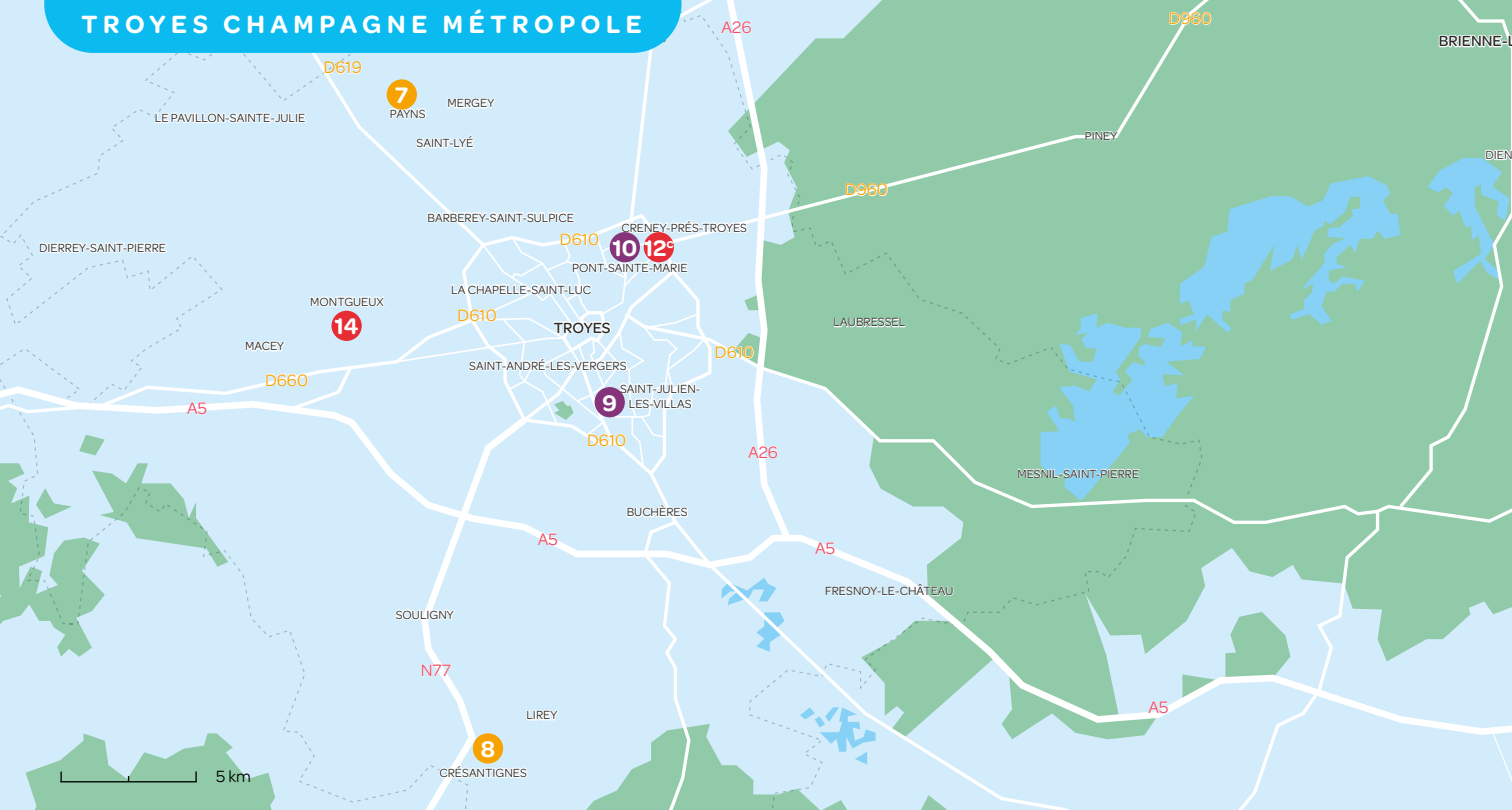 TROYES CHAMPAGNE MÉTROPOLE
A26
D960
BRIENNE-L
D619
7
PAYNS
MERGEY
LE PAVILLON-SAINTE-JULIE
SAINT-LYÉ
PINEY
DIEN
D960
BARBEREY-SAINT-SULPICE
CRENEY-PRÉS-TROYES
D610
10
12c
DIERREY-SAINT-PIERRE
PONT-SAINTE-MARIE
LA CHAPELLE-SAINT-LUC
MONTGUEUX
14
D610
TROYES
LAUBRESSEL
MACEY
D610
SAINT-ANDRÉ-LES-VERGERS
D660
SAINT-JULIEN-
LES-VILLAS
9
A5
D610
A26
MESNIL-SAINT-PIERRE
BUCHÈRES
A5
A5
FRESNOY-LE-CHÂTEAU
SOULIGNY
N77
A5
LIREY
8
CRÉSANTIGNES
5 km